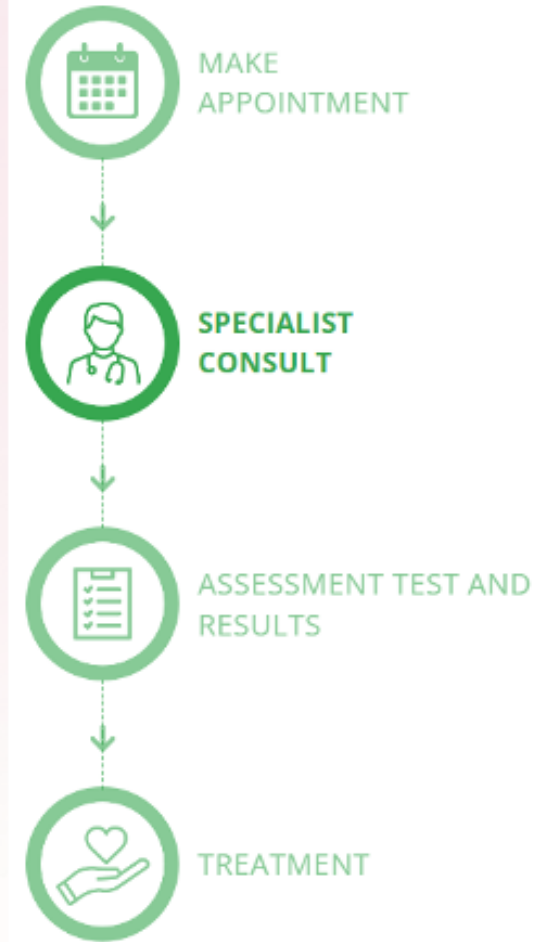 MAKE
APPOINTMENT
SPECIALIST
CONSULT
ASSESSMENT TEST AND
RESULTS
TREATMENT